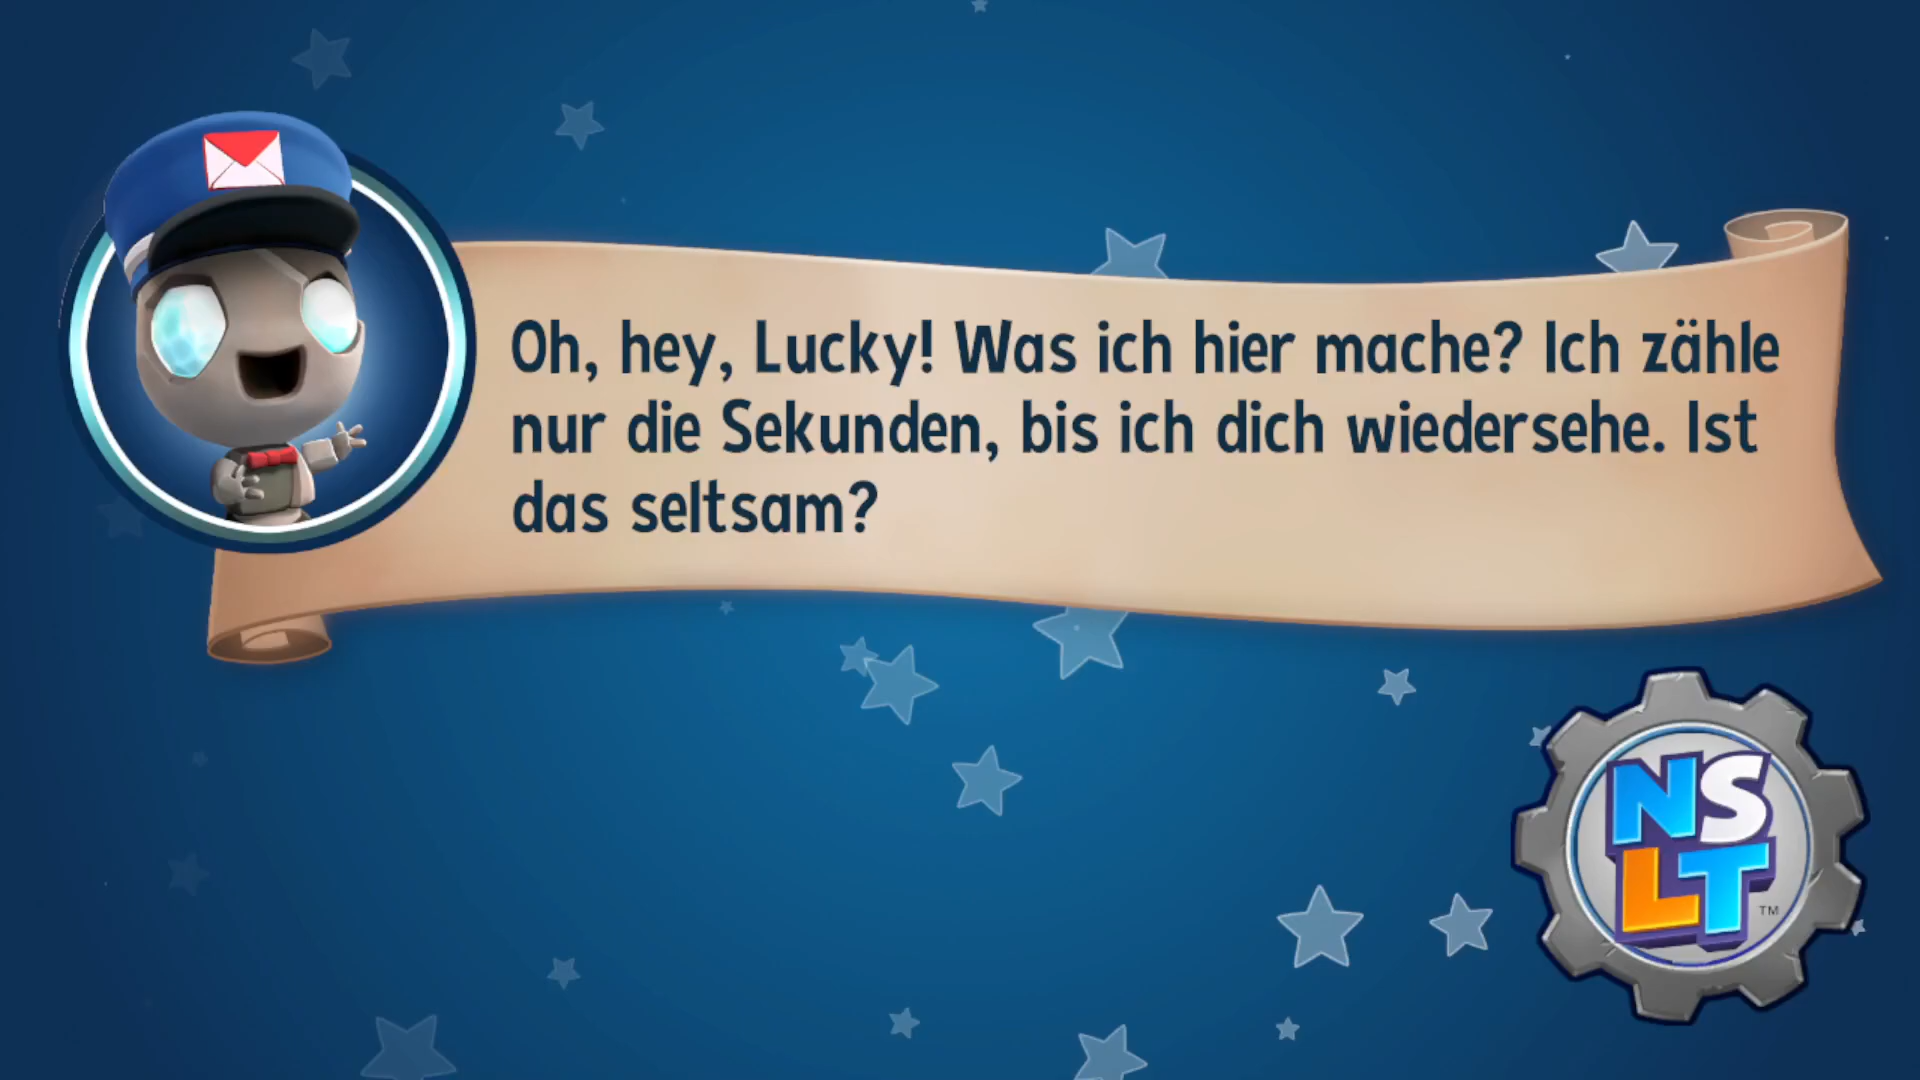 Oh, hey, Lucky! Was ich hier mache? Ich zähle
nur die Sekunden, bis ich dich wiedersehe. Ist
das seltsam?
NS
LT
TM